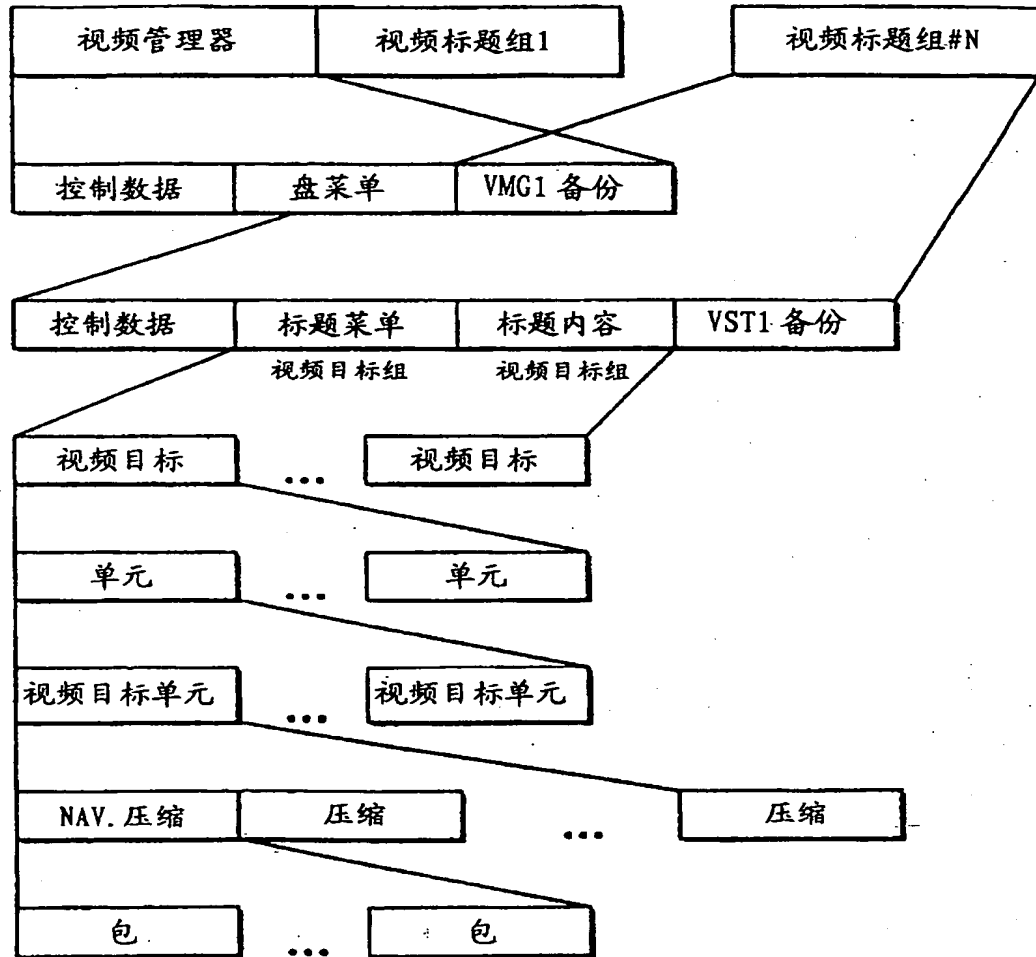 视频管理器 视频标题组1 视频标题组#N
控制数据 盘菜单 VMG1 备份
控制数据 标题菜单 标题内容 VST1 备份
视频目标组 视频目标组
视频目标 ... 视频目标
单元 ... 单元
视频目标单元 ... 视频目标单元
NAV.压缩 压缩 ... 压缩
包 ... 包